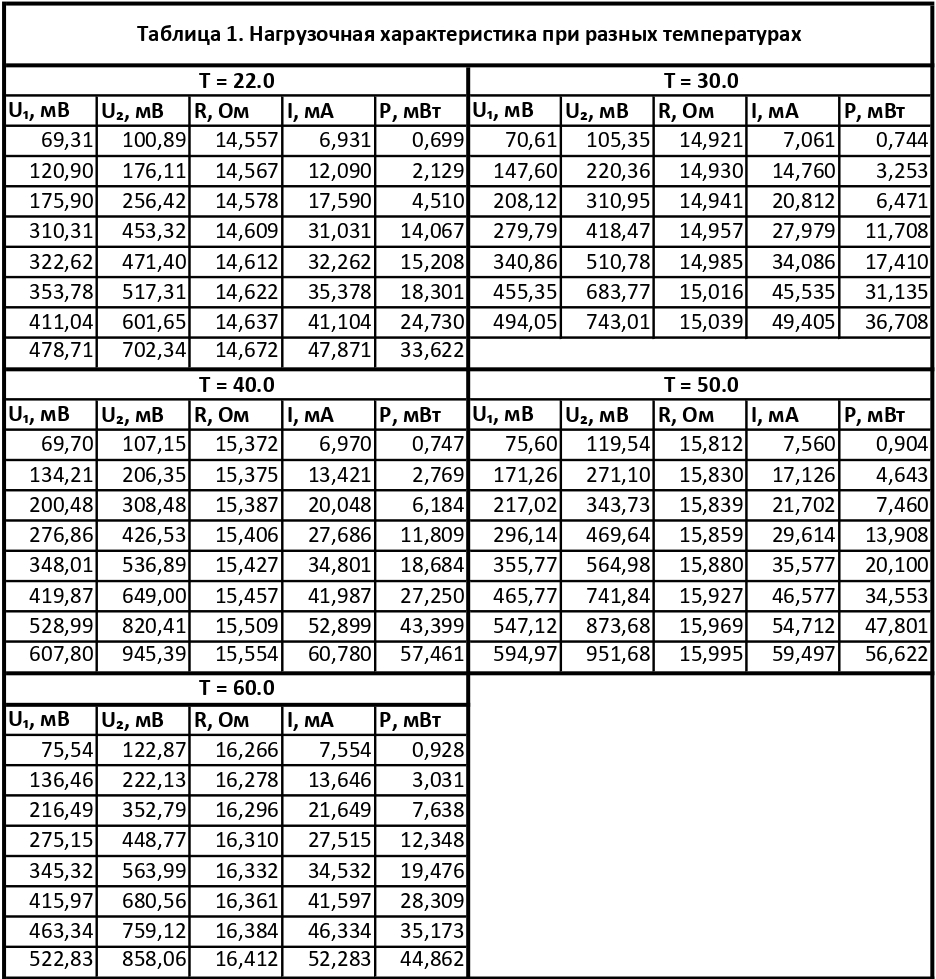 Таблица 1. Нагрузочная характеристика при разных температурах
T = 22.0 T = 30.0
U₁, мВ U₂, мВ R, Ом I, мА P, мВт U₁, мВ U₂, мВ R, Ом I, мА P, мВт
69,31 100,89 14,557 6,931 0,699 70,61 105,35 14,921 7,061 0,744
120,90 176,11 14,567 12,090 2,129 147,60 220,36 14,930 14,760 3,253
175,90 256,42 14,578 17,590 4,510 208,12 310,95 14,941 20,812 6,471
310,31 453,32 14,609 31,031 14,067 279,79 418,47 14,957 27,979 11,708
322,62 471,40 14,612 32,262 15,208 340,86 510,78 14,985 34,086 17,410
353,78 517,31 14,622 35,378 18,301 455,35 683,77 15,016 45,535 31,135
411,04 601,65 14,637 41,104 24,730 494,05 743,01 15,039 49,405 36,708
478,71 702,34 14,672 47,871 33,622
T = 40.0 T = 50.0
U₁, мВ U₂, мВ R, Ом I, мА P, мВт U₁, мВ U₂, мВ R, Ом I, мА P, мВт
69,70 107,15 15,372 6,970 0,747 75,60 119,54 15,812 7,560 0,904
134,21 206,35 15,375 13,421 2,769 171,26 271,10 15,830 17,126 4,643
200,48 308,48 15,387 20,048 6,184 217,02 343,73 15,839 21,702 7,460
276,86 426,53 15,406 27,686 11,809 296,14 469,64 15,859 29,614 13,908
348,01 536,89 15,427 34,801 18,684 355,77 564,98 15,880 35,577 20,100
419,87 649,00 15,457 41,987 27,250 465,77 741,84 15,927 46,577 34,553
528,99 820,41 15,509 52,899 43,399 547,12 873,68 15,969 54,712 47,801
607,80 945,39 15,554 60,780 57,461 594,97 951,68 15,995 59,497 56,622
T = 60.0
U₁, мВ U₂, мВ R, Ом I, мА P, мВт
75,54 122,87 16,266 7,554 0,928
136,46 222,13 16,278 13,646 3,031
216,49 352,79 16,296 21,649 7,638
275,15 448,77 16,310 27,515 12,348
345,32 563,99 16,332 34,532 19,476
415,97 680,56 16,361 41,597 28,309
463,34 759,12 16,384 46,334 35,173
522,83 858,06 16,412 52,283 44,862